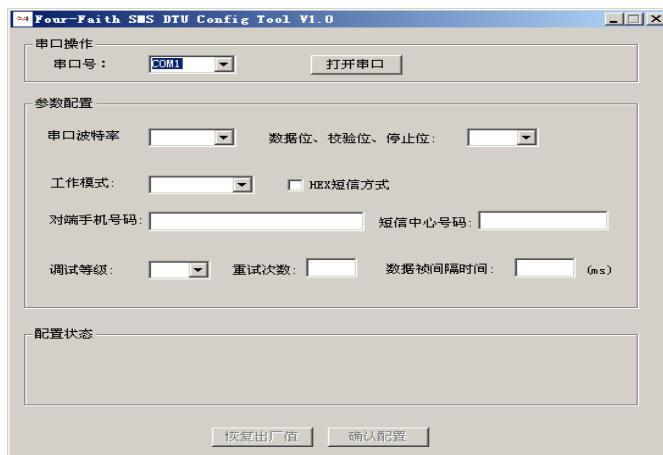 Four-Faith SMS DTU Config Tool V1.0
串口操作
串口号： COM1 打开串口
参数配置
串口波特率 数据位、校验位、停止位:
工作模式: HEX短信方式
对端手机号码: 短信中心号码:
调试等级: 重试次数: 数据祯间隔时间: (ms)
配置状态
恢复出厂值 确认配置